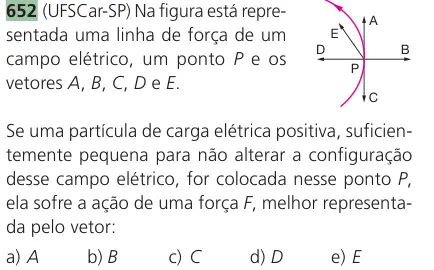 652 (UFSCar-SP) Na figura está repre-
sentada uma linha de força de um
campo elétrico, um ponto P e os
vetores A, B, C, D e E.
A
E
D
B
P
C
Se uma partícula de carga elétrica positiva, suficien-
temente pequena para não alterar a configuração
desse campo elétrico, for colocada nesse ponto P,
ela sofre a ação de uma força F, melhor representa-
da pelo vetor:
a) A b) B c) C d) D e) E